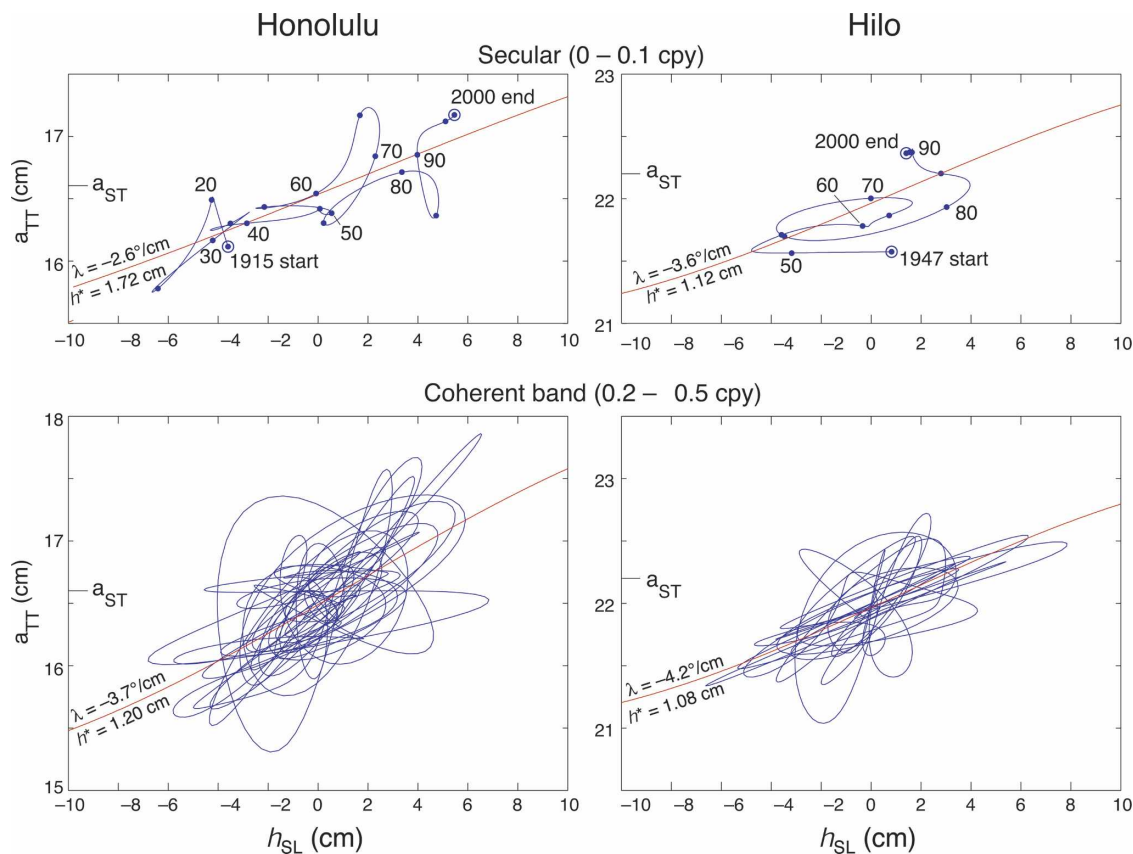 Honolulu
Hilo
Secular (0 – 0.1 cpy)
17
16
a_TT (cm)
a_ST
20
30
40
50
60
70
80
90
2000 end
1915 start
λ = –2.6°/cm
h* = 1.72 cm
–10 –8 –6 –4 –2 0 2 4 6 8 10
23
22
21
a_ST
50
60
70
80
90
2000 end
1947 start
λ = –3.6°/cm
h* = 1.12 cm
–10 –8 –6 –4 –2 0 2 4 6 8 10
Coherent band (0.2 – 0.5 cpy)
18
17
16
15
a_TT (cm)
a_ST
λ = –3.7°/cm
h* = 1.20 cm
–10 –8 –6 –4 –2 0 2 4 6 8 10
h_SL (cm)
23
22
21
a_ST
λ = –4.2°/cm
h* = 1.08 cm
–10 –8 –6 –4 –2 0 2 4 6 8 10
h_SL (cm)